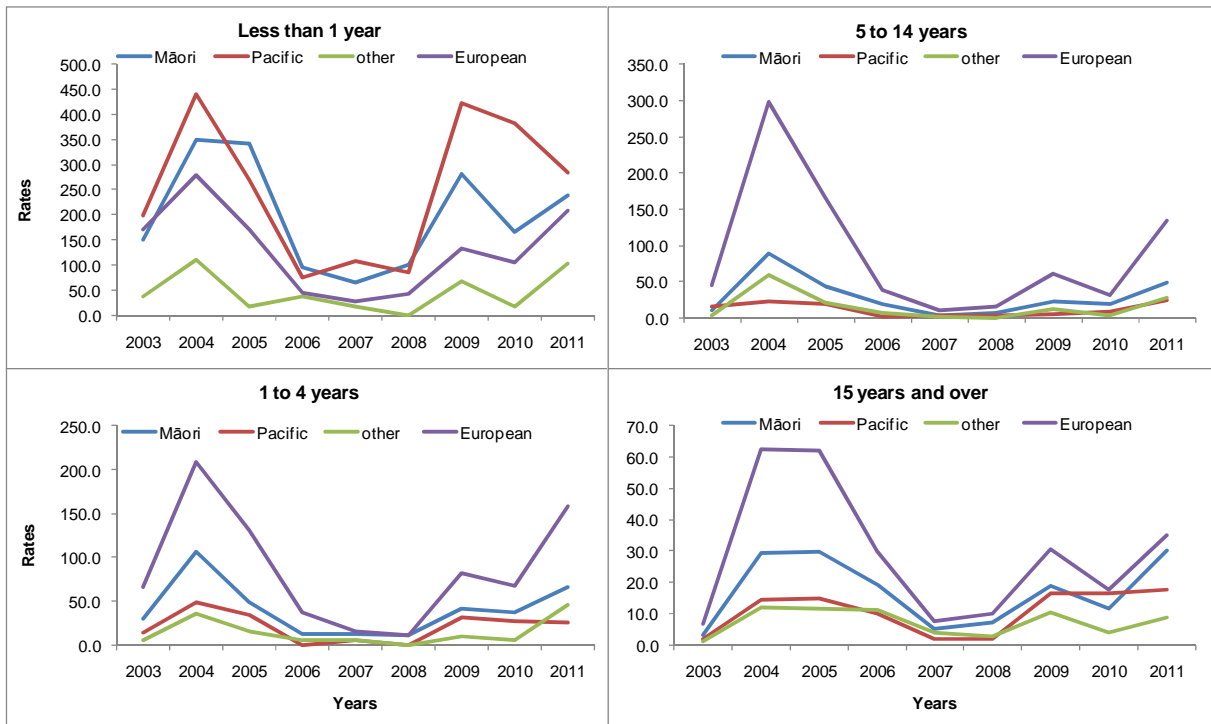 Less than 1 year
Māori Pacific other European
500.0
450.0
400.0
350.0
300.0
250.0
200.0
150.0
100.0
50.0
0.0
Rates
2003 2004 2005 2006 2007 2008 2009 2010 2011
5 to 14 years
Māori Pacific other European
350.0
300.0
250.0
200.0
150.0
100.0
50.0
0.0
2003 2004 2005 2006 2007 2008 2009 2010 2011
1 to 4 years
Māori Pacific other European
250.0
200.0
150.0
100.0
50.0
0.0
Rates
2003 2004 2005 2006 2007 2008 2009 2010 2011
Years
15 years and over
Māori Pacific other European
70.0
60.0
50.0
40.0
30.0
20.0
10.0
0.0
2003 2004 2005 2006 2007 2008 2009 2010 2011
Years